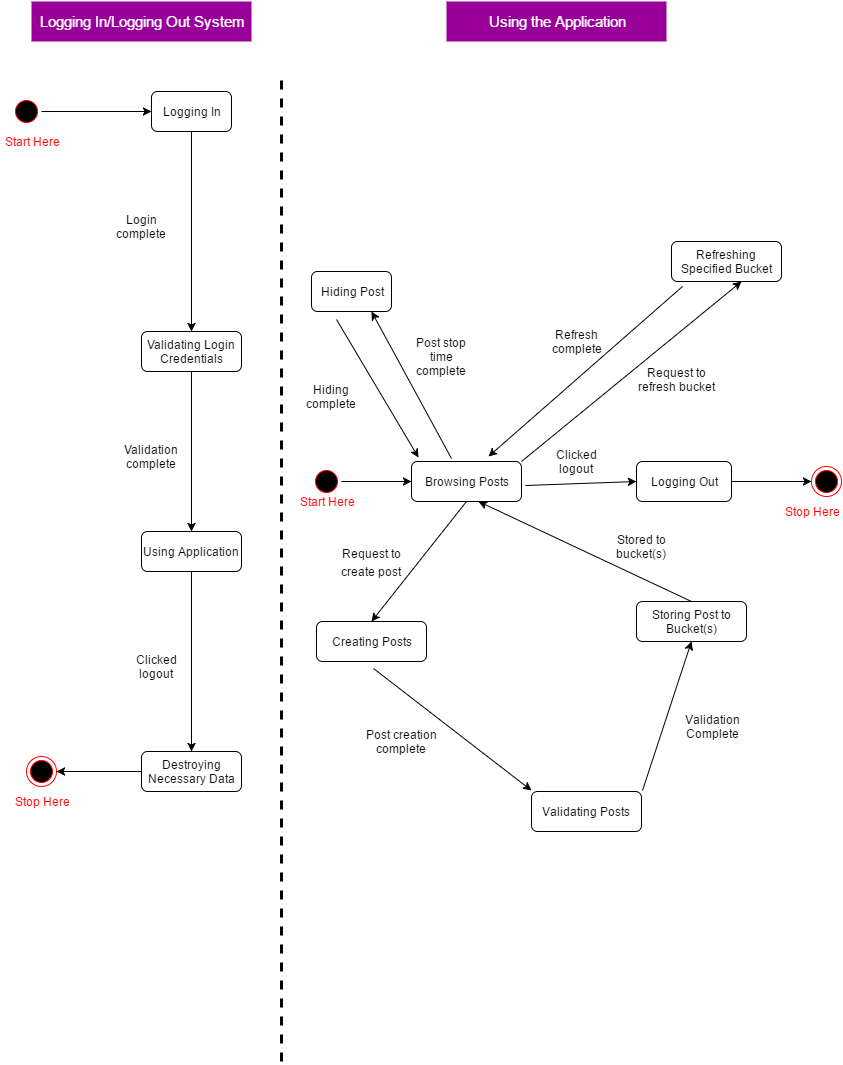 Logging In/Logging Out System
Using the Application
Logging In
Start Here
Login
complete
Validating Login
Credentials
Validation
complete
Using Application
Clicked
logout
Destroying
Necessary Data
Stop Here
Refreshing
Specified Bucket
Hiding Post
Post stop
time
complete
Refresh
complete
Request to
refresh bucket
Hiding
complete
Clicked
logout
Browsing Posts
Logging Out
Start Here
Stop Here
Request to
create post
Stored to
bucket(s)
Creating Posts
Storing Post to
Bucket(s)
Post creation
complete
Validation
Complete
Validating Posts